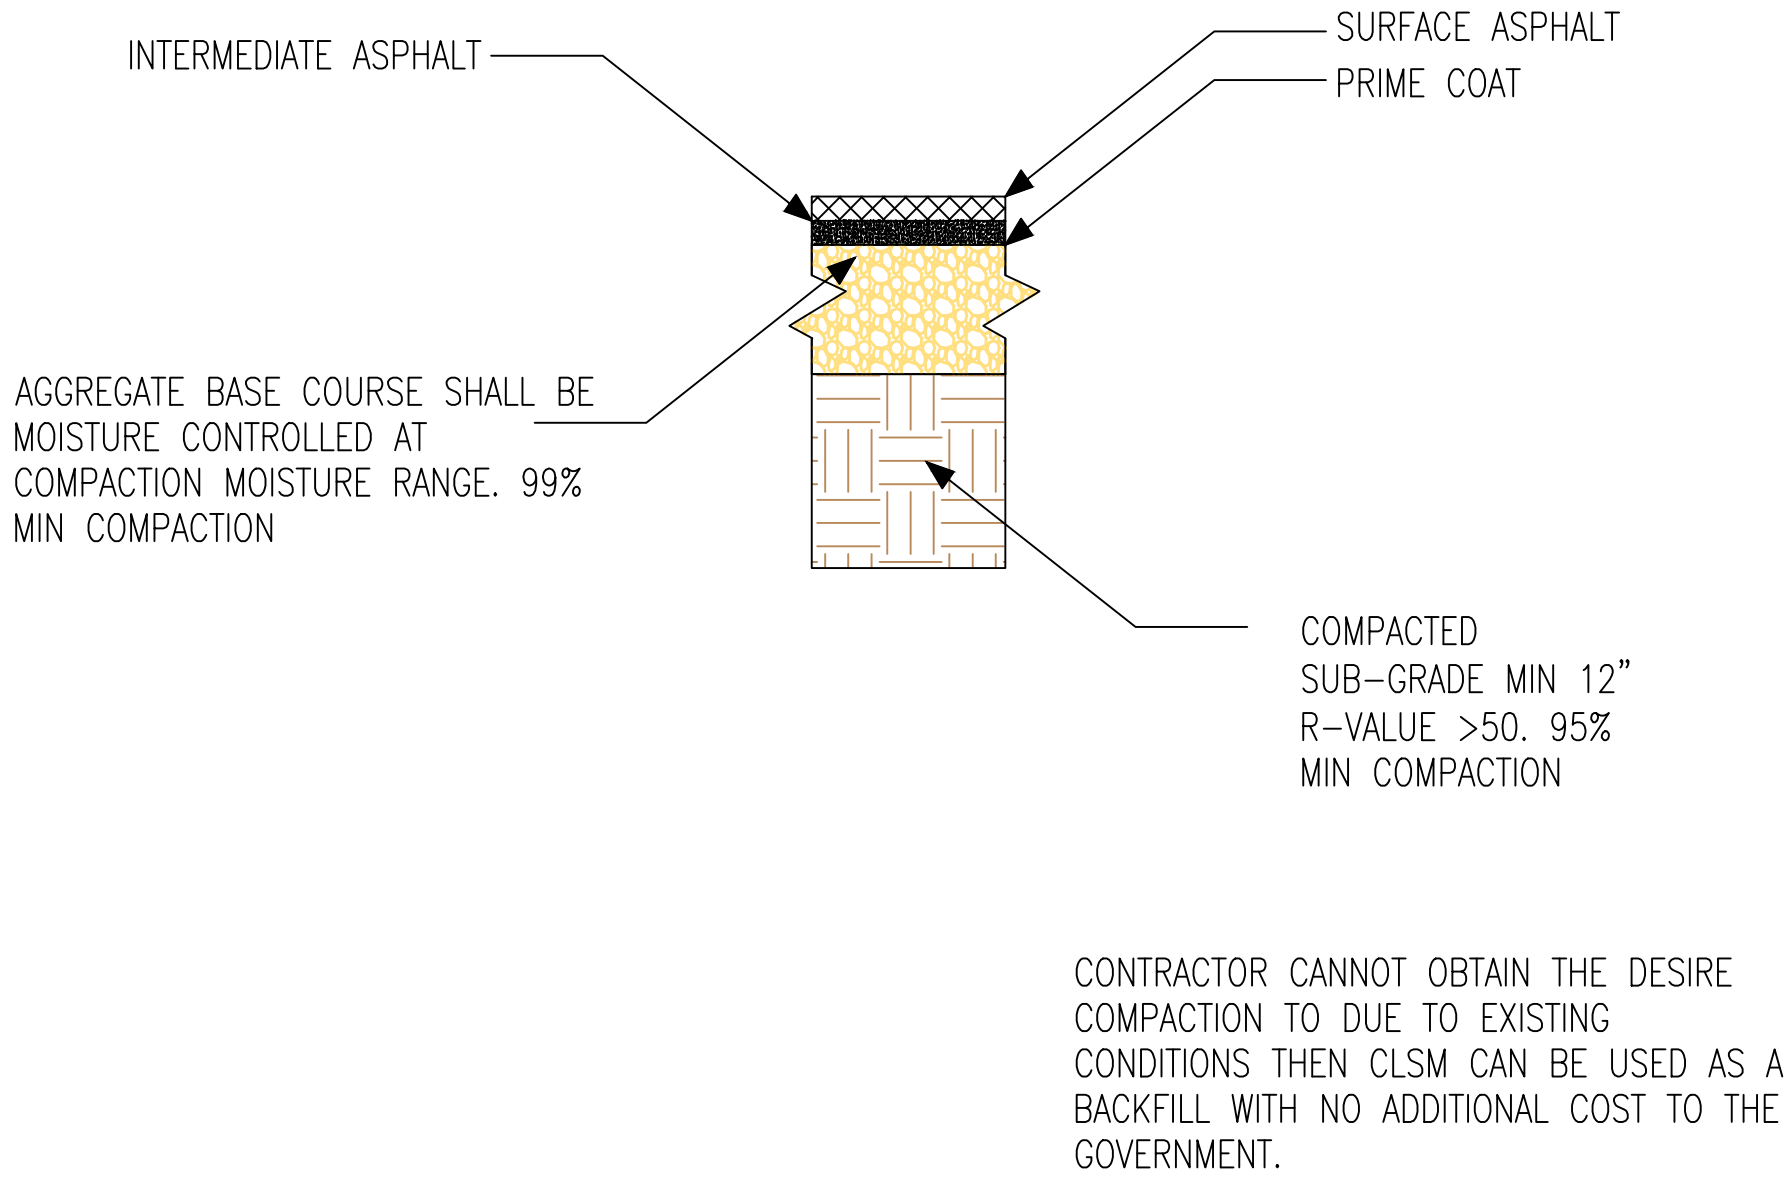 INTERMEDIATE ASPHALT
SURFACE ASPHALT
PRIME COAT
AGGREGATE BASE COURSE SHALL BE
MOISTURE CONTROLLED AT
COMPACTION MOISTURE RANGE. 99%
MIN COMPACTION
COMPACTED
SUB-GRADE MIN 12"
R-VALUE >50. 95%
MIN COMPACTION
CONTRACTOR CANNOT OBTAIN THE DESIRE
COMPACTION TO DUE TO EXISTING
CONDITIONS THEN CLSM CAN BE USED AS A
BACKFILL WITH NO ADDITIONAL COST TO THE
GOVERNMENT.